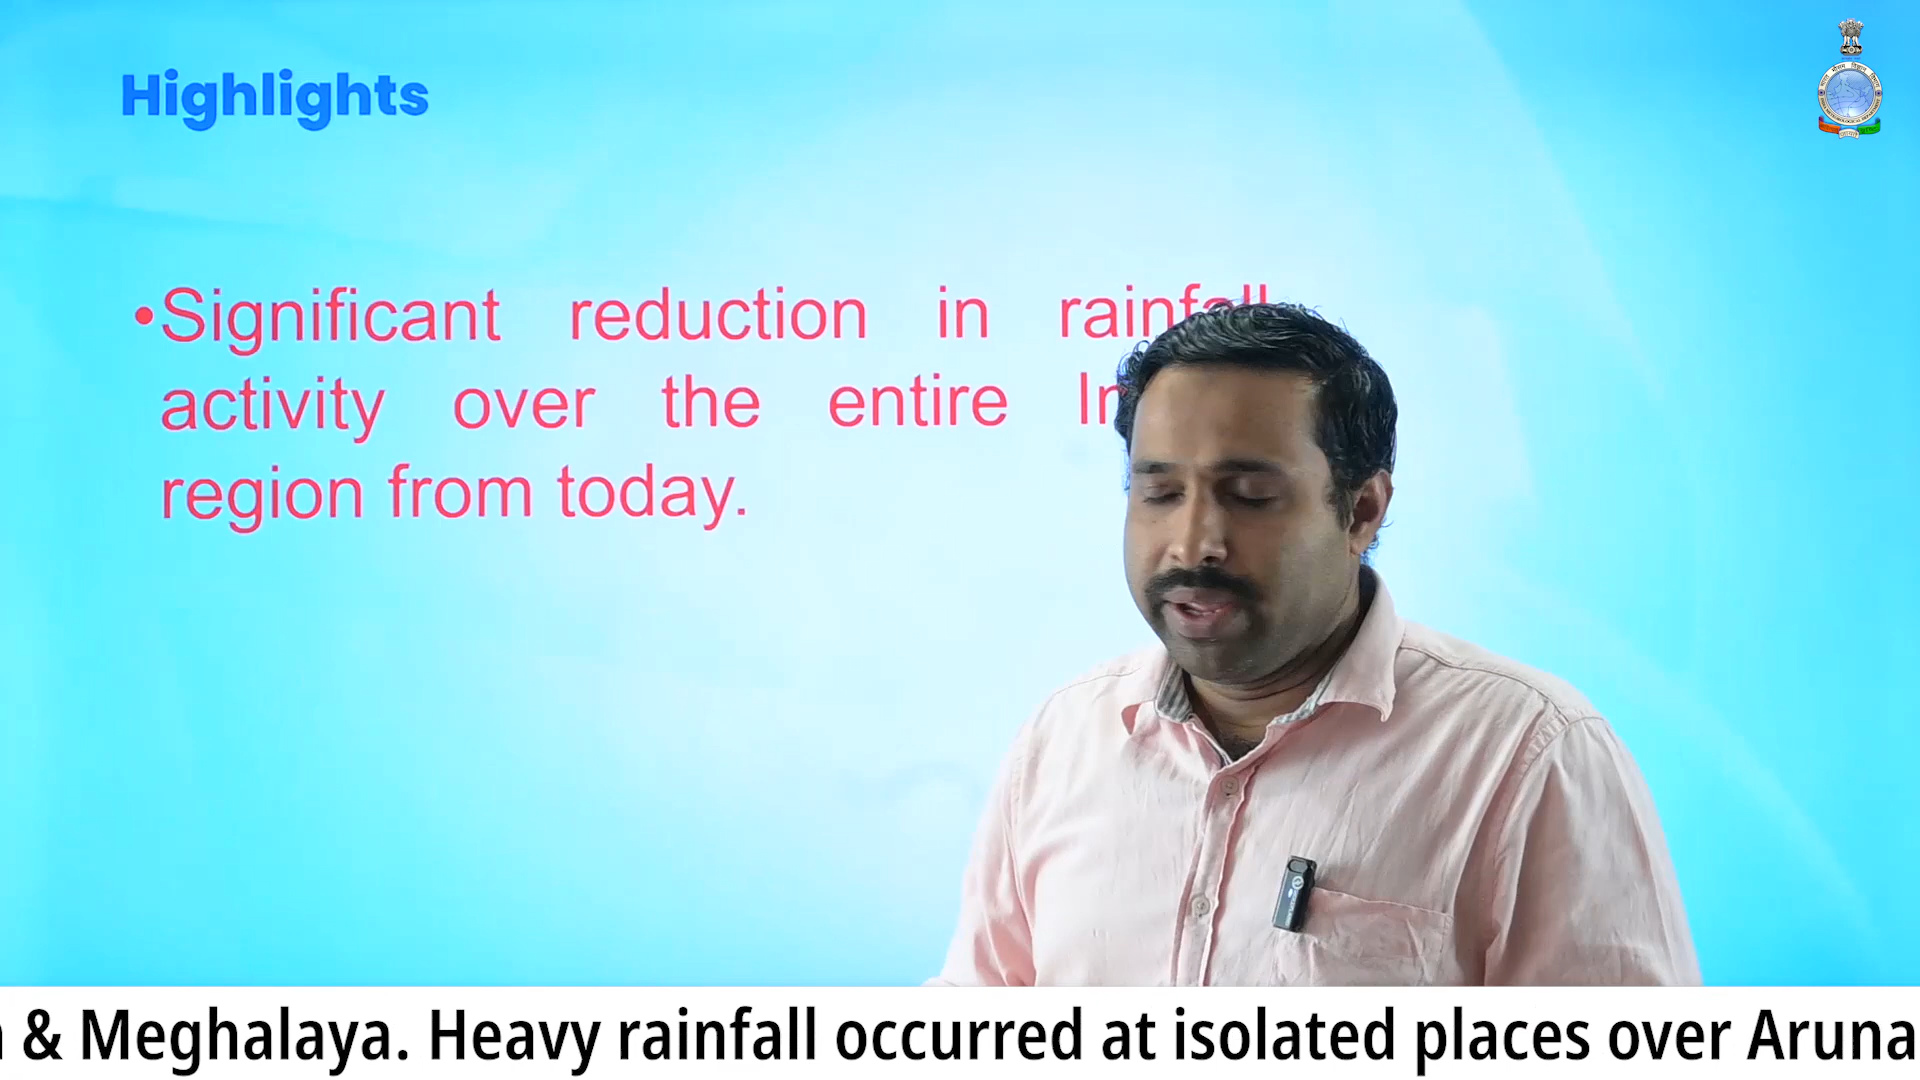 Highlights
•Significant reduction in rainfall
activity over the entire
region from today.
& Meghalaya. Heavy rainfall occurred at isolated places over Aruna